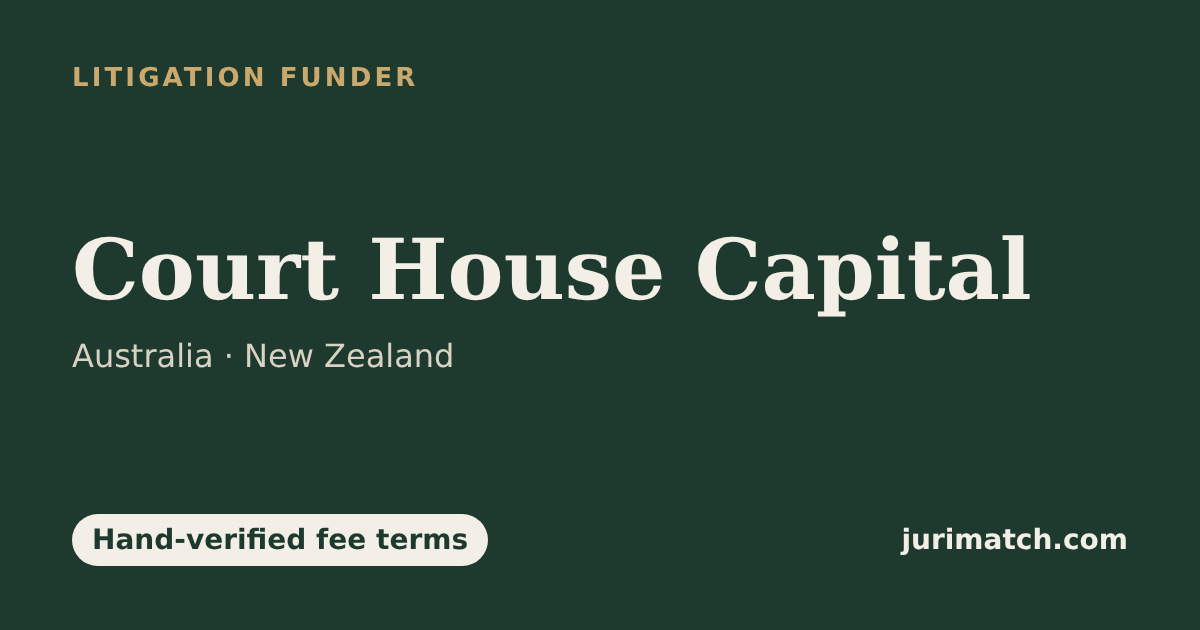 LITIGATION FUNDER
Court House Capital
Australia · New Zealand
Hand-verified fee terms
jurimatch.com